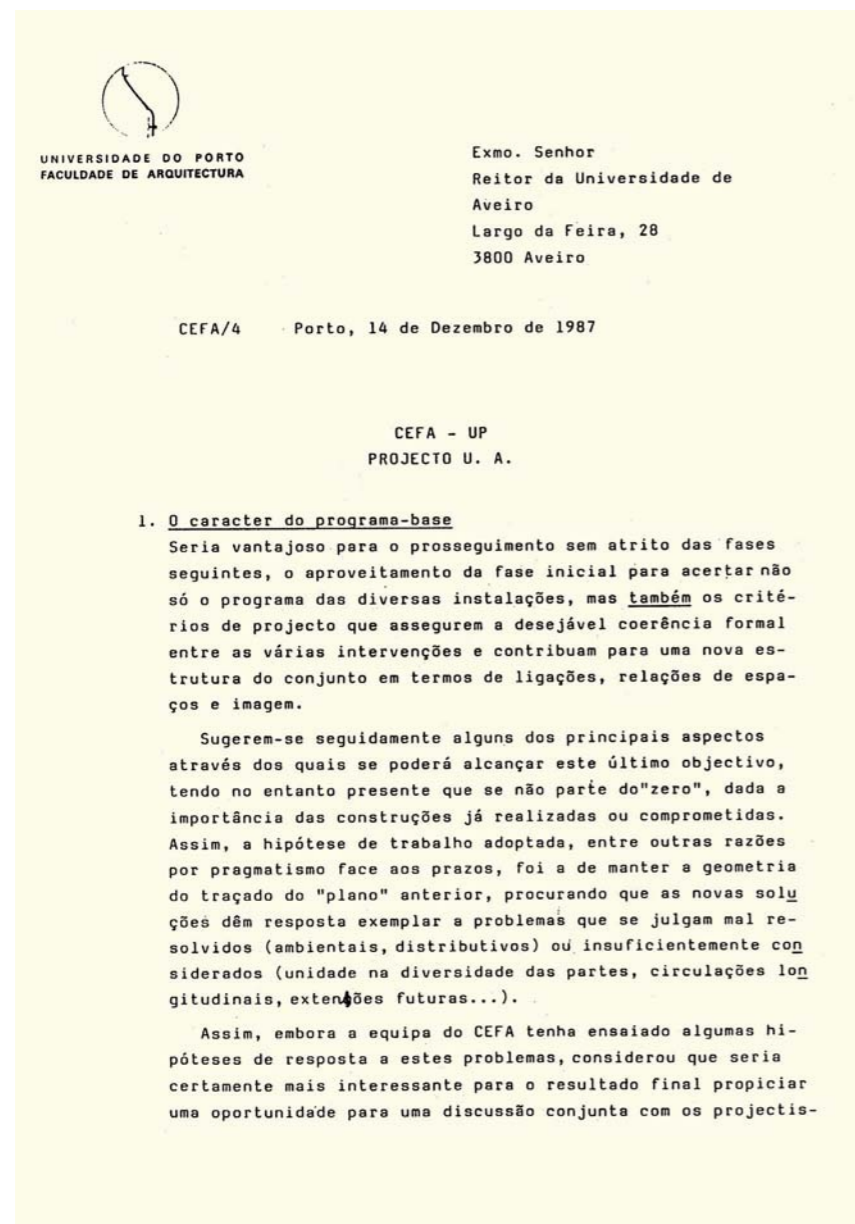 UNIVERSIDADE DO PORTO
FACULDADE DE ARQUITECTURA
Exmo. Senhor
Reitor da Universidade de
Aveiro
Largo da Feira, 28
3800 Aveiro
CEFA/4 Porto, 14 de Dezembro de 1987
CEFA - UP
PROJECTO U. A.
1. O caracter do programa-base
Seria vantajoso para o prosseguimento sem atrito das fases
seguintes, o aproveitamento da fase inicial para acertar não
só o programa das diversas instalações, mas também os crité-
rios de projecto que assegurem a desejável coerência formal
entre as várias intervenções e contribuam para uma nova es-
trutura do conjunto em termos de ligações, relações de espa-
ços e imagem.
Sugerem-se seguidamente alguns dos principais aspectos
através dos quais se poderá alcançar este último objectivo,
tendo no entanto presente que se não parte do"zero", dada a
importância das construções já realizadas ou comprometidas.
Assim, a hipótese de trabalho adoptada, entre outras razões
por pragmatismo face aos prazos, foi a de manter a geometria
do traçado do "plano" anterior, procurando que as novas solu
ções dêm resposta exemplar a problemas que se julgam mal re-
solvidos (ambientais, distributivos) ou insuficientemente con
siderados (unidade na diversidade das partes, circulações lon
gitudinais, extensões futuras...).
Assim, embora a equipa do CEFA tenha ensaiado algumas hi-
póteses de resposta a estes problemas, considerou que seria
certamente mais interessante para o resultado final propiciar
uma oportunidade para uma discussão conjunta com os projectis-